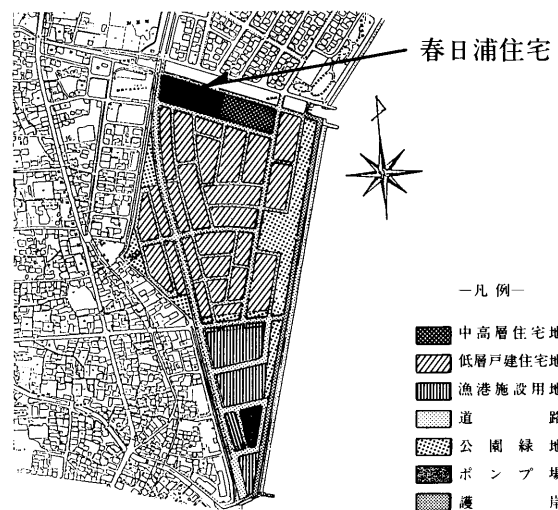 春日浦住宅
―凡例―
中高層住宅地
低層戸建住宅地
漁港施設用地
道路
公園緑地
ポンプ場
護岸